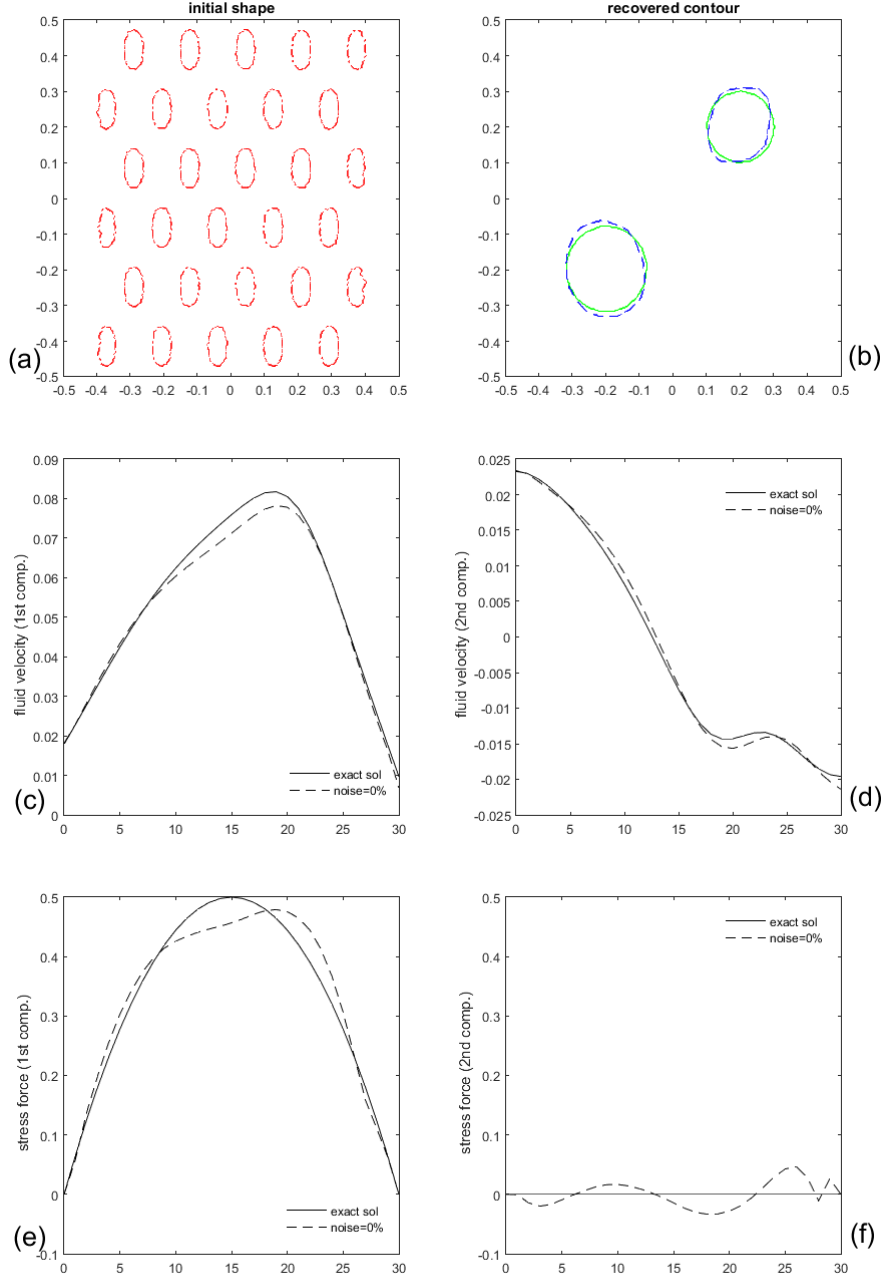 initial shape
0.5
0.4
0.3
0.2
0.1
0
-0.1
-0.2
-0.3
-0.4
-0.5
-0.5 -0.4 -0.3 -0.2 -0.1 0 0.1 0.2 0.3 0.4 0.5
(a)
recovered contour
0.5
0.4
0.3
0.2
0.1
0
-0.1
-0.2
-0.3
-0.4
-0.5
-0.5 -0.4 -0.3 -0.2 -0.1 0 0.1 0.2 0.3 0.4 0.5
(b)
fluid velocity (1st comp.)
0.09
0.08
0.07
0.06
0.05
0.04
0.03
0.02
0.01
0
0 5 10 15 20 25 30
exact sol
noise=0%
(c)
fluid velocity (2nd comp.)
0.025
0.02
0.015
0.01
0.005
0
-0.005
-0.01
-0.015
-0.02
-0.025
0 5 10 15 20 25 30
exact sol
noise=0%
(d)
stress force (1st comp.)
0.5
0.4
0.3
0.2
0.1
0
-0.1
0 5 10 15 20 25 30
exact sol
noise=0%
(e)
stress force (2nd comp.)
0.5
0.4
0.3
0.2
0.1
0
-0.1
0 5 10 15 20 25 30
exact sol
noise=0%
(f)